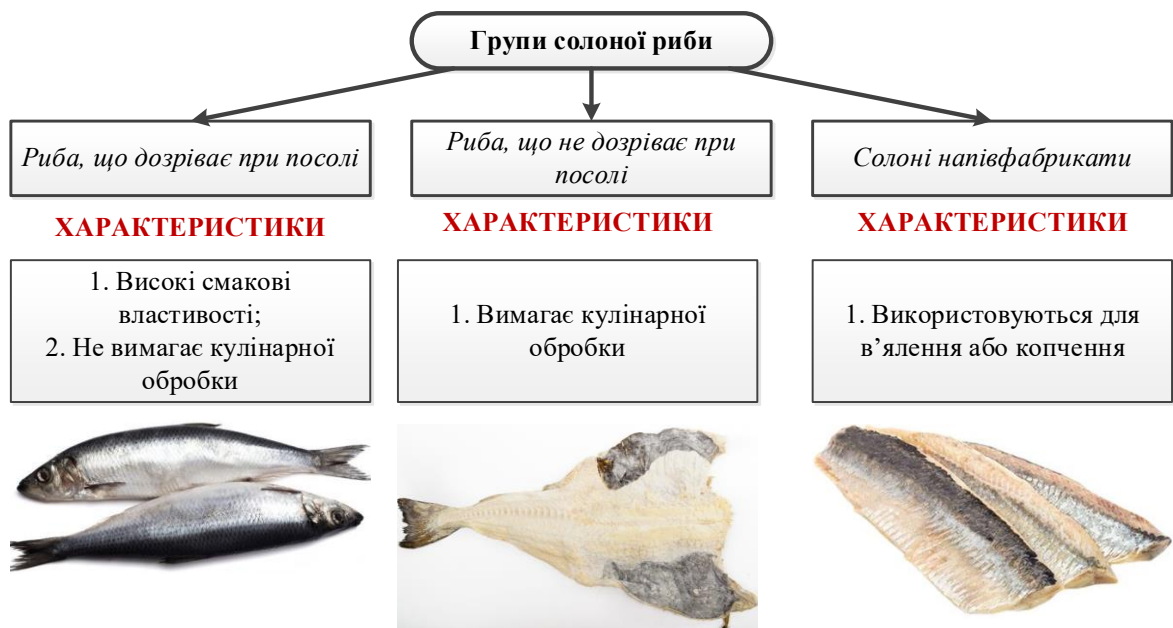 Групи солоної риби
Риба, що дозріває при посолі
Риба, що не дозріває при
посолі
Солоні напівфабрикати
ХАРАКТЕРИСТИКИ
ХАРАКТЕРИСТИКИ
ХАРАКТЕРИСТИКИ
1. Високі смакові
властивості;
2. Не вимагає кулінарної
обробки
1. Вимагає кулінарної
обробки
1. Використовуються для
в’ялення або копчення